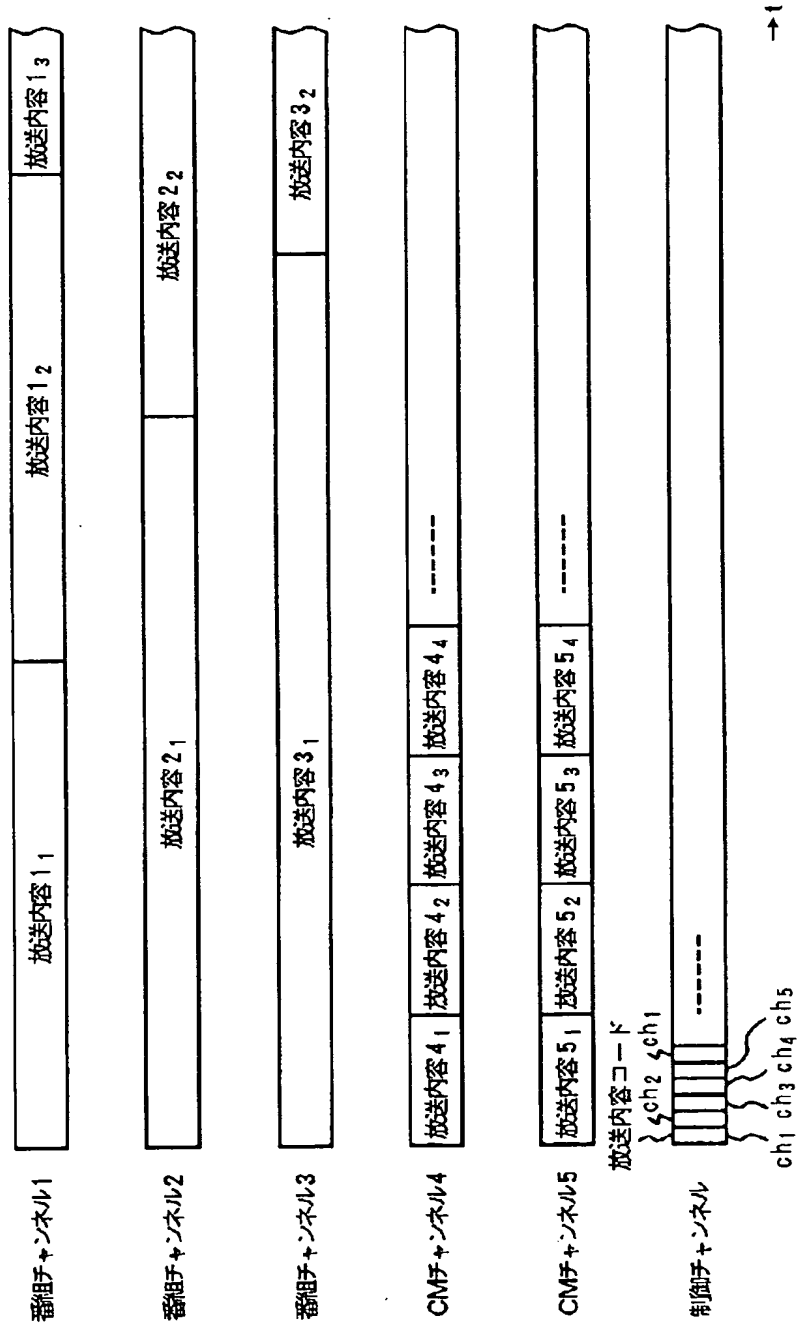 番組チャンネル1
放送内容1₁
放送内容1₂
放送内容1₃
番組チャンネル2
放送内容2₁
放送内容2₂
番組チャンネル3
放送内容3₁
放送内容3₂
CMチャンネル4
放送内容4₁
放送内容4₂
放送内容4₃
放送内容4₄
CMチャンネル5
放送内容5₁
放送内容5₂
放送内容5₃
放送内容5₄
放送内容コード
ch₂
ch₁
制御チャンネル
ch₁
ch₃
ch₄
ch₅
→t